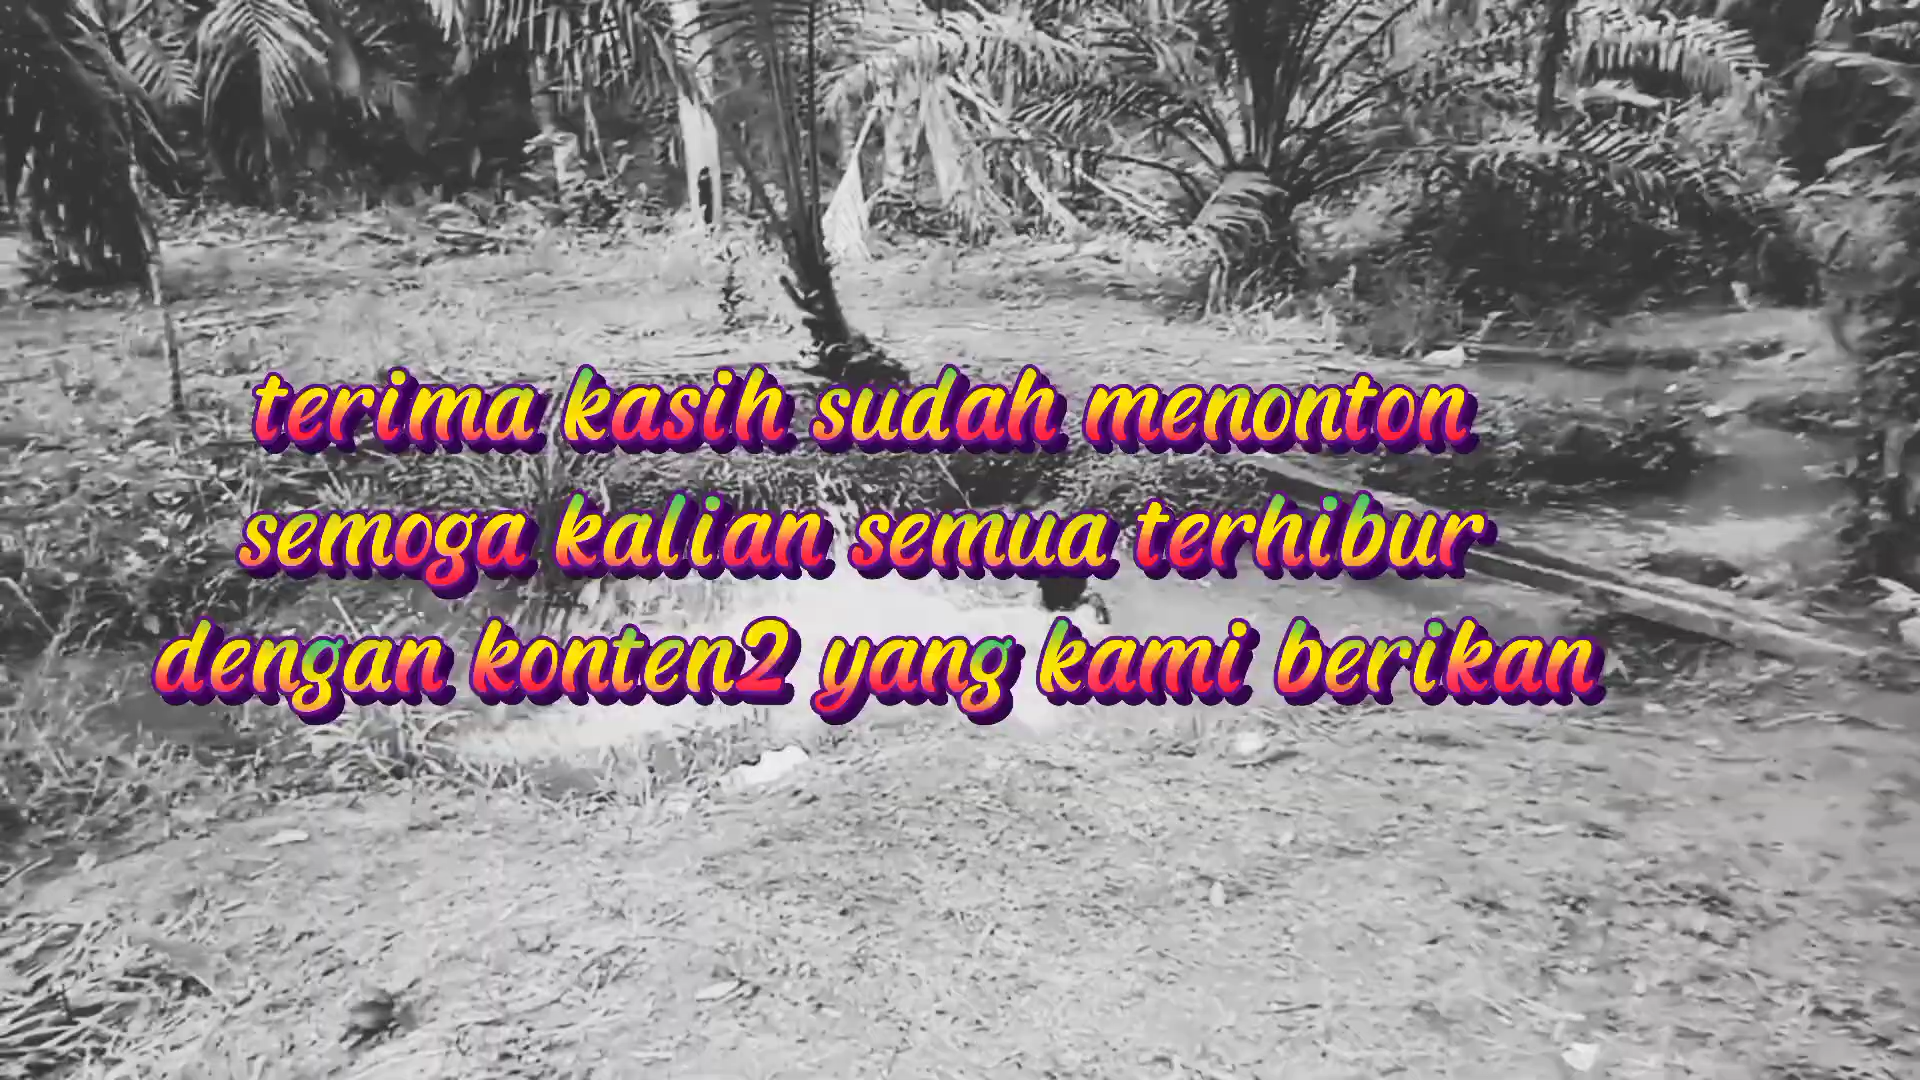 terima kasih sudah menonton
semoga kalian semua terhibur
dengan konten2 yang kami berikan